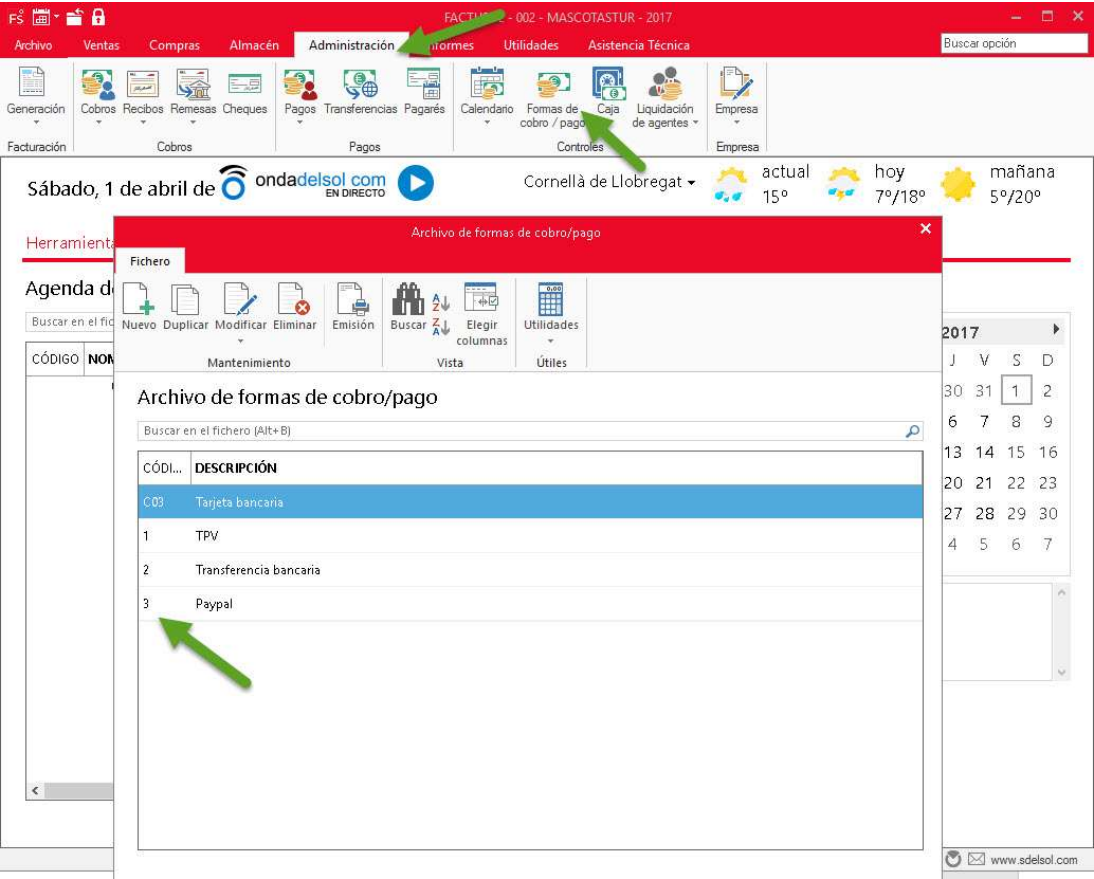 FS
FACTU - 002 - MASCOTASTUR - 2017
Archivo Ventas Compras Almacén Administración ormes Utilidades Asistencia Técnica Buscar opción
Generación Cobros Recibos Remesas Cheques Pagos Transferencias Pagarés Calendario Formas de cobro / pago Caja Liquidación de agentes Empresa
Facturación Cobros Pagos Controles Empresa
Sábado, 1 de abril de ondadelsol com EN DIRECTO Cornellà de Llobregat actual 15º hoy 7º/18º mañana 5º/20º
Herramienta
Archivo de formas de cobro/pago
Fichero
Agenda d
Buscar en el fic
Nuevo Duplicar Modificar Eliminar Emisión Buscar Elegir columnas Utilidades
Mantenimiento Vista Útiles
CÓDIGO NOM
2017
J V S D
30 31 1 2
6 7 8 9
13 14 15 16
20 21 22 23
27 28 29 30
4 5 6 7
Archivo de formas de cobro/pago
Buscar en el fichero (Alt+B)
CÓDI... DESCRIPCIÓN
C03 Tarjeta bancaria
1 TPV
2 Transferencia bancaria
3 Paypal
www.sdelsol.com